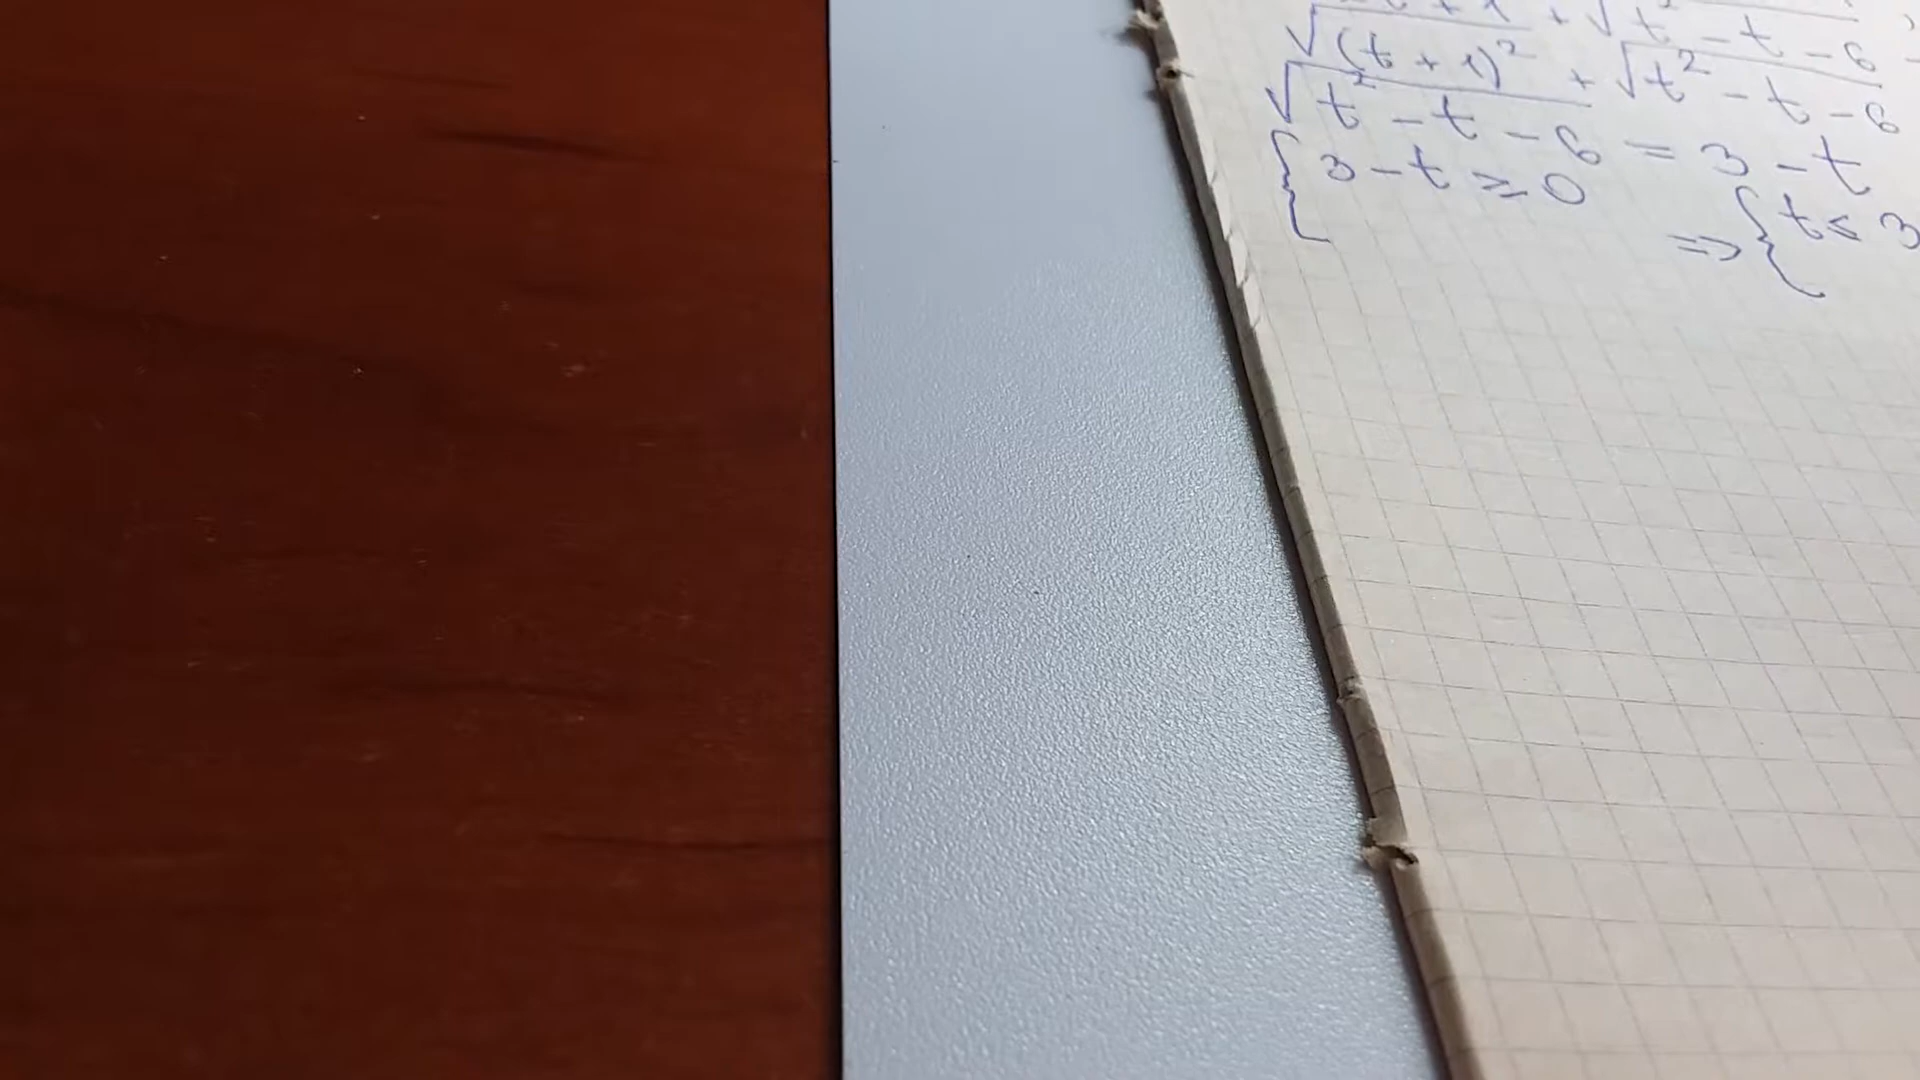 √(t + 1)² + √t² - t - 6
√t² - t - 6 = 3 - t
{ 3 - t ≥ 0 ⇒ { t ≤ 3